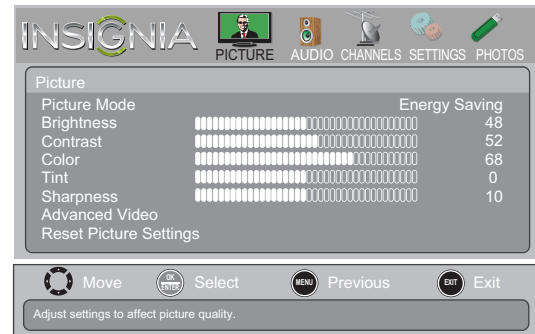 INSIGNIA
PICTURE AUDIO CHANNELS SETTINGS PHOTOS
Picture
Picture Mode Energy Saving
Brightness 48
Contrast 52
Color 68
Tint 0
Sharpness 10
Advanced Video
Reset Picture Settings
Move OK ENTER Select MENU Previous EXIT Exit
Adjust settings to affect picture quality.